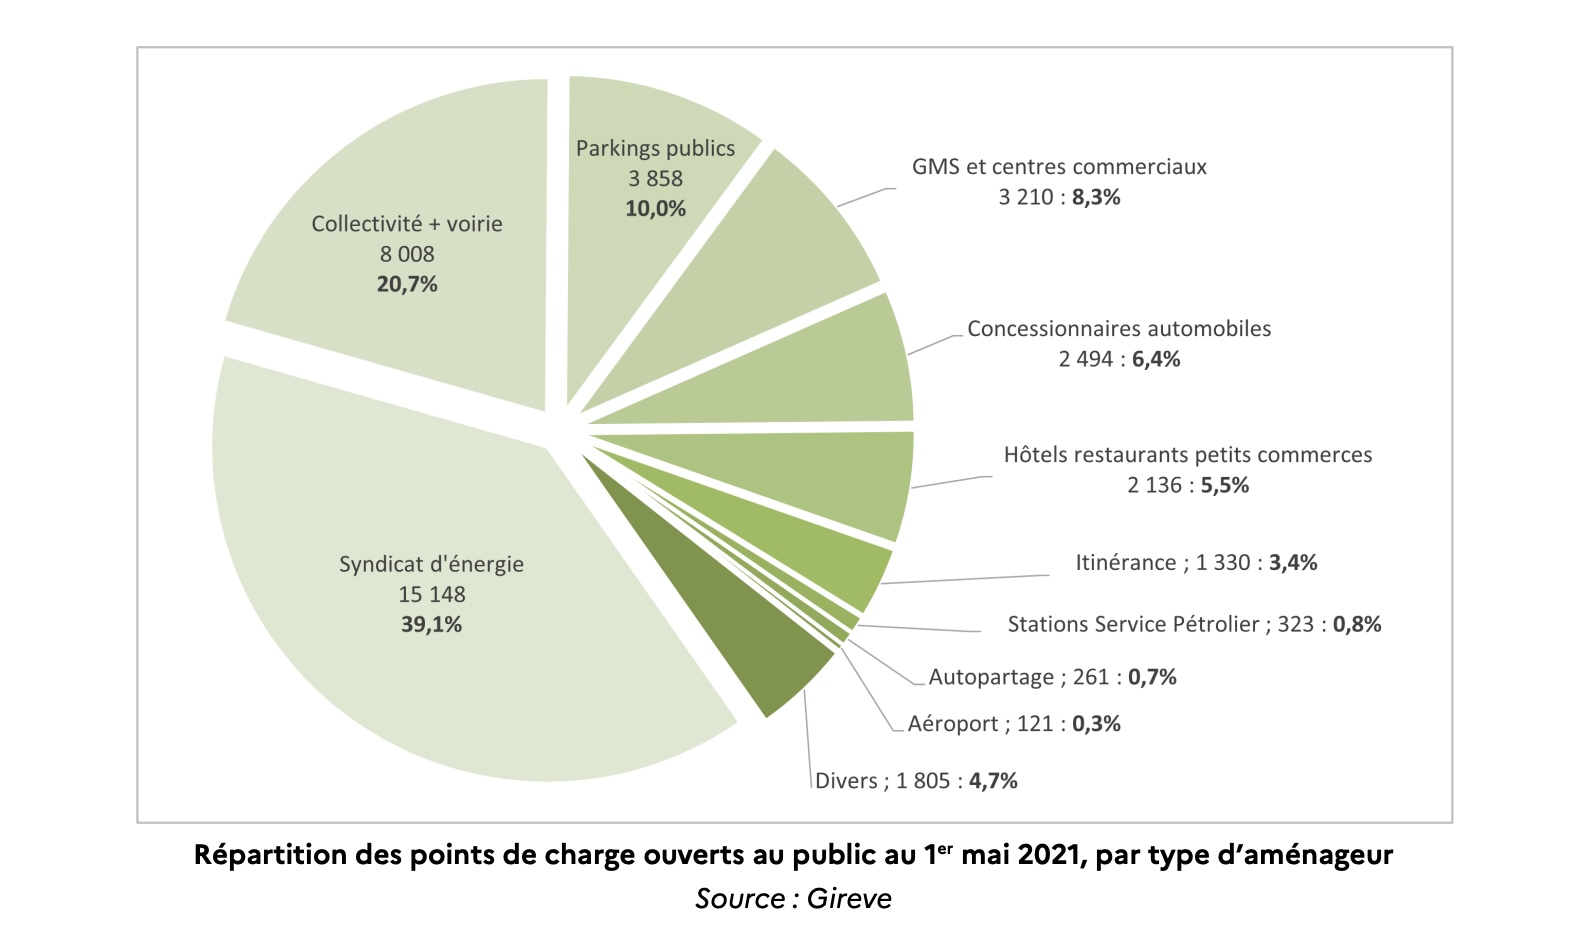 Parkings publics
3 858
10,0%
GMS et centres commerciaux
3 210 : 8,3%
Collectivité + voirie
8 008
20,7%
Concessionnaires automobiles
2 494 : 6,4%
Hôtels restaurants petits commerces
2 136 : 5,5%
Syndicat d'énergie
15 148
39,1%
Itinérance ; 1 330 : 3,4%
Stations Service Pétrolier ; 323 : 0,8%
Autopartage ; 261 : 0,7%
Aéroport ; 121 : 0,3%
Divers ; 1 805 : 4,7%
Répartition des points de charge ouverts au public au 1er mai 2021, par type d’aménageur
Source : Gireve